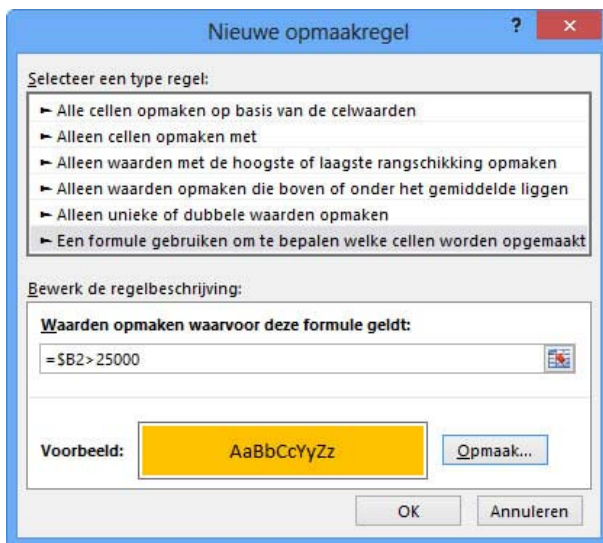 Nieuwe opmaakregel ? ×
Selecteer een type regel:
► Alle cellen opmaken op basis van de celwaarden
► Alleen cellen opmaken met
► Alleen waarden met de hoogste of laagste rangschikking opmaken
► Alleen waarden opmaken die boven of onder het gemiddelde liggen
► Alleen unieke of dubbele waarden opmaken
► Een formule gebruiken om te bepalen welke cellen worden opgemaakt
Bewerk de regelbeschrijving:
Waarden opmaken waarvoor deze formule geldt:
=$B2>25000
Voorbeeld: AaBbCcYyZz Opmaak...
OK Annuleren